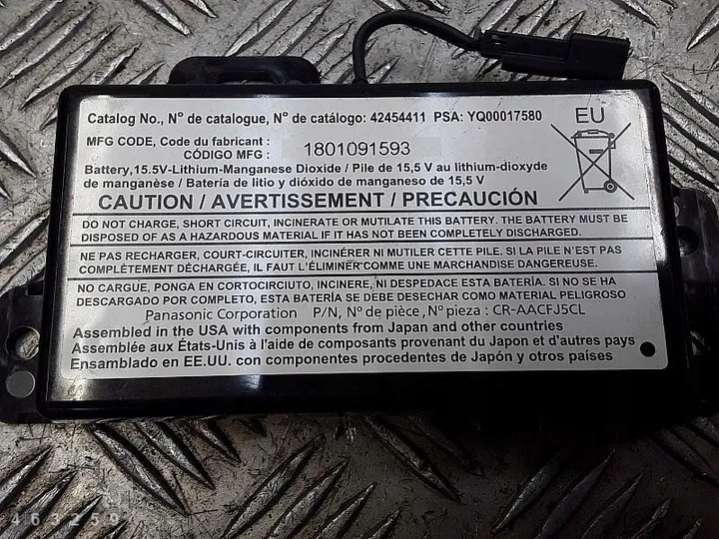 Catalog No., N° de catalogue, N° de catálogo: 42454411 PSA: YQ00017580
EU
MFG CODE, Code du fabricant :
CÓDIGO MFG : 1801091593
Battery,15.5V-Lithium-Manganese Dioxide / Pile de 15,5 V au lithium-dioxyde
de manganèse / Batería de litio y dióxido de manganeso de 15,5 V
CAUTION / AVERTISSEMENT / PRECAUCIÓN
DO NOT CHARGE, SHORT CIRCUIT, INCINERATE OR MUTILATE THIS BATTERY. THE BATTERY MUST BE
DISPOSED OF AS A HAZARDOUS MATERIAL IF IT HAS NOT BEEN COMPLETELY DISCHARGED.
NE PAS RECHARGER, COURT-CIRCUITER, INCINÉRER NI MUTILER CETTE PILE. SI LA PILE N'EST PAS
COMPLÈTEMENT DÉCHARGÉE, IL FAUT L'ÉLIMINER COMME UNE MARCHANDISE DANGEREUSE.
NO CARGUE, PONGA EN CORTOCIRCIUTO, INCINERE, NI DESPEDACE ESTA BATERÍA. SI NO SE HA
DESCARGADO POR COMPLETO, ESTA BATERÍA SE DEBE DESECHAR COMO MATERIAL PELIGROSO
Panasonic Corporation P/N, N° de pièce, N° de pieza : CR-AACFJ5CL
Assembled in the USA with components from Japan and other countries
Assemblée aux États-Unis à l'aide de composants provenant du Japon et d'autres pays
Ensamblado en EE.UU. con componentes procedentes de Japón y otros países
463259